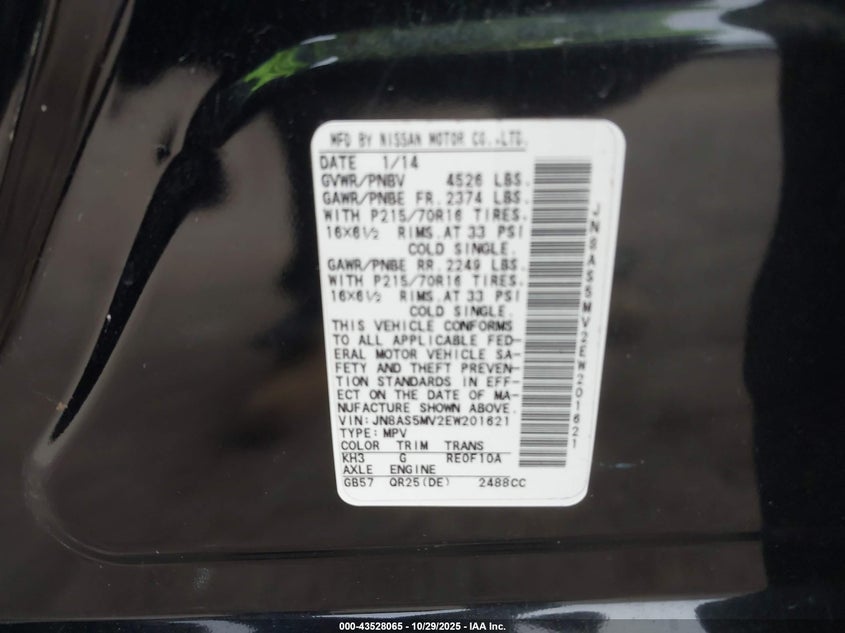 MFD BY NISSAN MOTOR CO.,LTD.
DATE 1/14
GVWR/PNBV 4526 LBS.
GAWR/PNBE FR. 2374 LBS.
WITH P215/70R16 TIRES.
16×6½ RIMS.AT 33 PSI
COLD SINGLE.
GAWR/PNBE RR. 2249 LBS.
WITH P215/70R16 TIRES.
16×6½ RIMS.AT 33 PSI
COLD SINGLE.
THIS VEHICLE CONFORMS
TO ALL APPLICABLE FED-
ERAL MOTOR VEHICLE SA-
FETY AND THEFT PREVEN-
TION STANDARDS IN EFF-
ECT ON THE DATE OF MA-
NUFACTURE SHOWN ABOVE.
VIN: JN8AS5MV2EW201621
TYPE: MPV
COLOR TRIM TRANS
KH3 G RE0F10A
AXLE ENGINE
GB57 QR25(DE) 2488CC
JN8AS5MV2EW201621
000-43528065 - 10/29/2025 - IAA Inc.